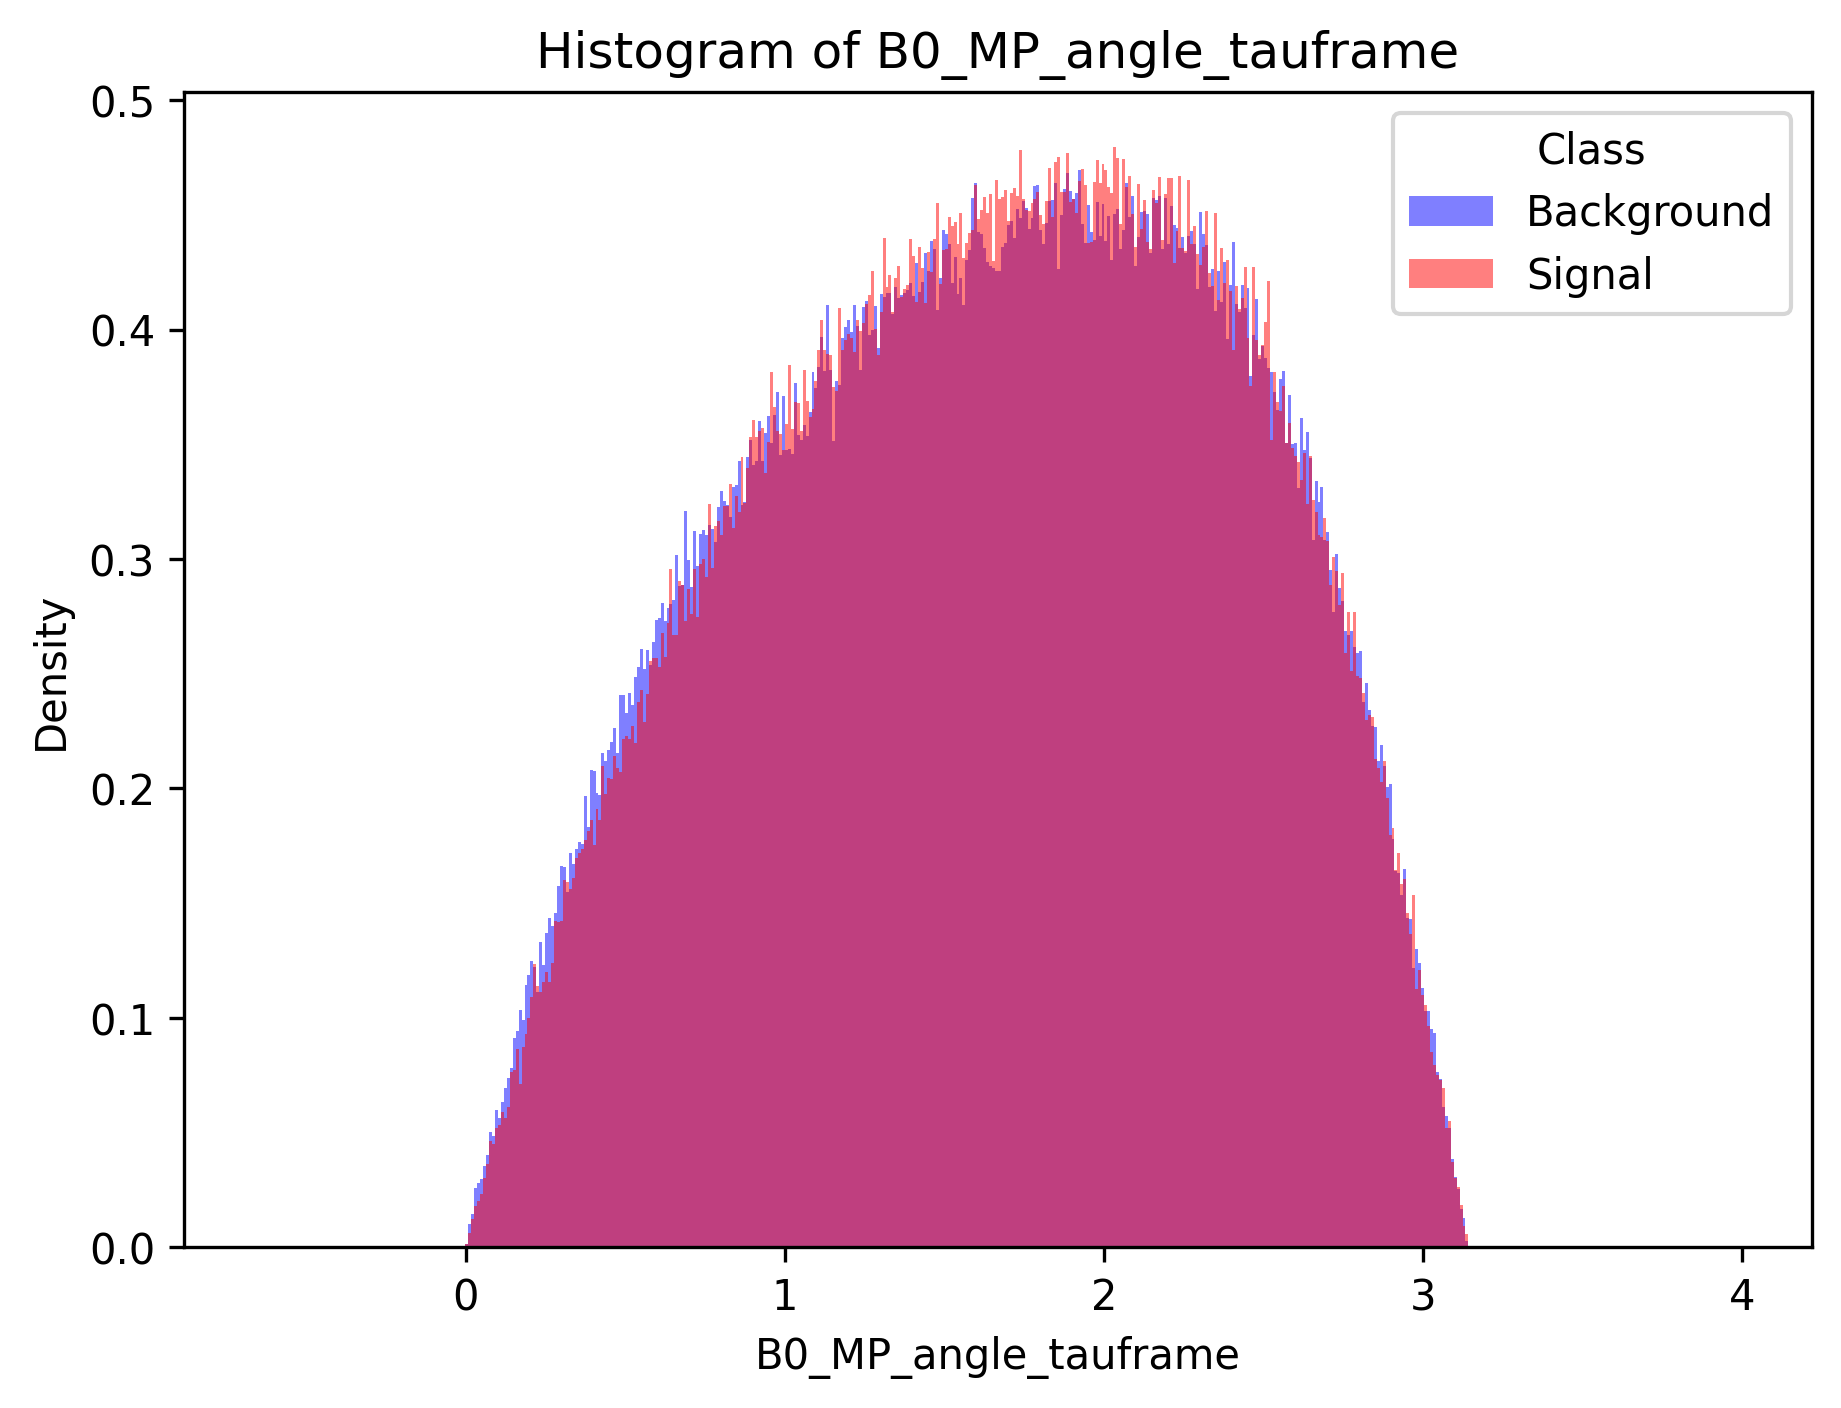 Histogram of B0_MP_angle_tauframe
Class
Background
Signal
0.5
0.4
0.3
0.2
0.1
0.0
Density
0 1 2 3 4
B0_MP_angle_tauframe